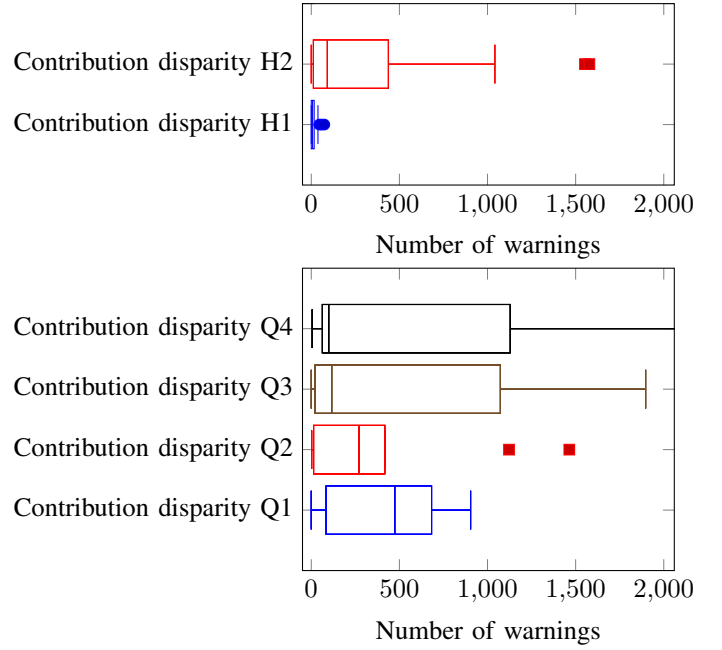 Contribution disparity H2
Contribution disparity H1
0 500 1,000 1,500 2,000
Number of warnings
Contribution disparity Q4
Contribution disparity Q3
Contribution disparity Q2
Contribution disparity Q1
0 500 1,000 1,500 2,000
Number of warnings